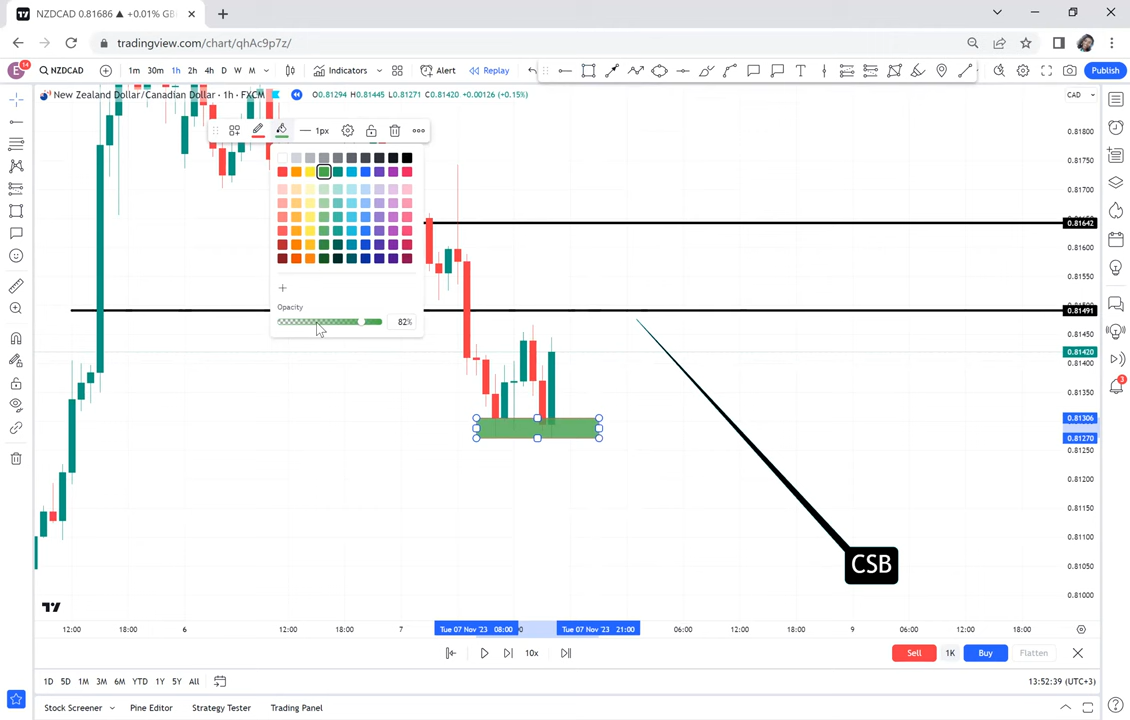 NZDCAD 0.81686 ▲ +0.01% GB
tradingview.com/chart/qhAc9p7z/
E 14 NZDCAD 1m 30m 1h 2h 4h D W M Indicators Alert Replay Publish
New Zealand Dollar/Canadian Dollar · 1h · FXCM O0.81294 H0.81445 L0.81271 C0.81420 +0.00126 (+0.15%) CAD
1px
0.81800
0.81750
0.81700
0.81642
0.81600
0.81550
Opacity
82%
0.81491
0.81450
0.81420
0.81400
0.81350
3
0.81306
0.81270
0.81250
0.81200
0.81150
0.81100
CSB
0.81050
0.81000
12:00 18:00 6 12:00 18:00 7 Tue 07 Nov '23 08:00 Tue 07 Nov '23 21:00 06:00 12:00 18:00 9 06:00 12:00 18:00
10x Sell 1K Buy Flatten
1D 5D 1M 3M 6M YTD 1Y 5Y All 13:52:39 (UTC+3)
Stock Screener Pine Editor Strategy Tester Trading Panel